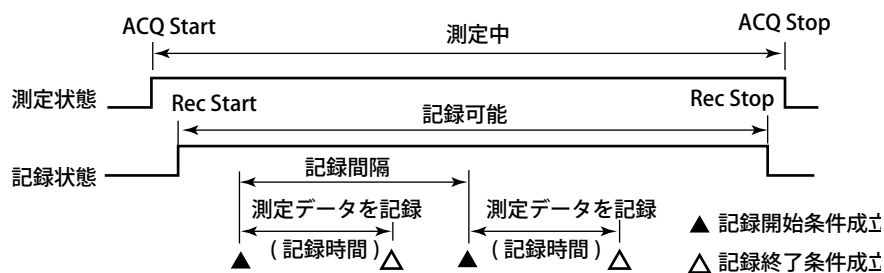 ACQ Start
測定中
ACQ Stop
測定状態
Rec Start
記録可能
Rec Stop
記録状態
記録間隔
測定データを記録
測定データを記録
▲ 記録開始条件成立
(記録時間)
(記録時間)
△ 記録終了条件成立